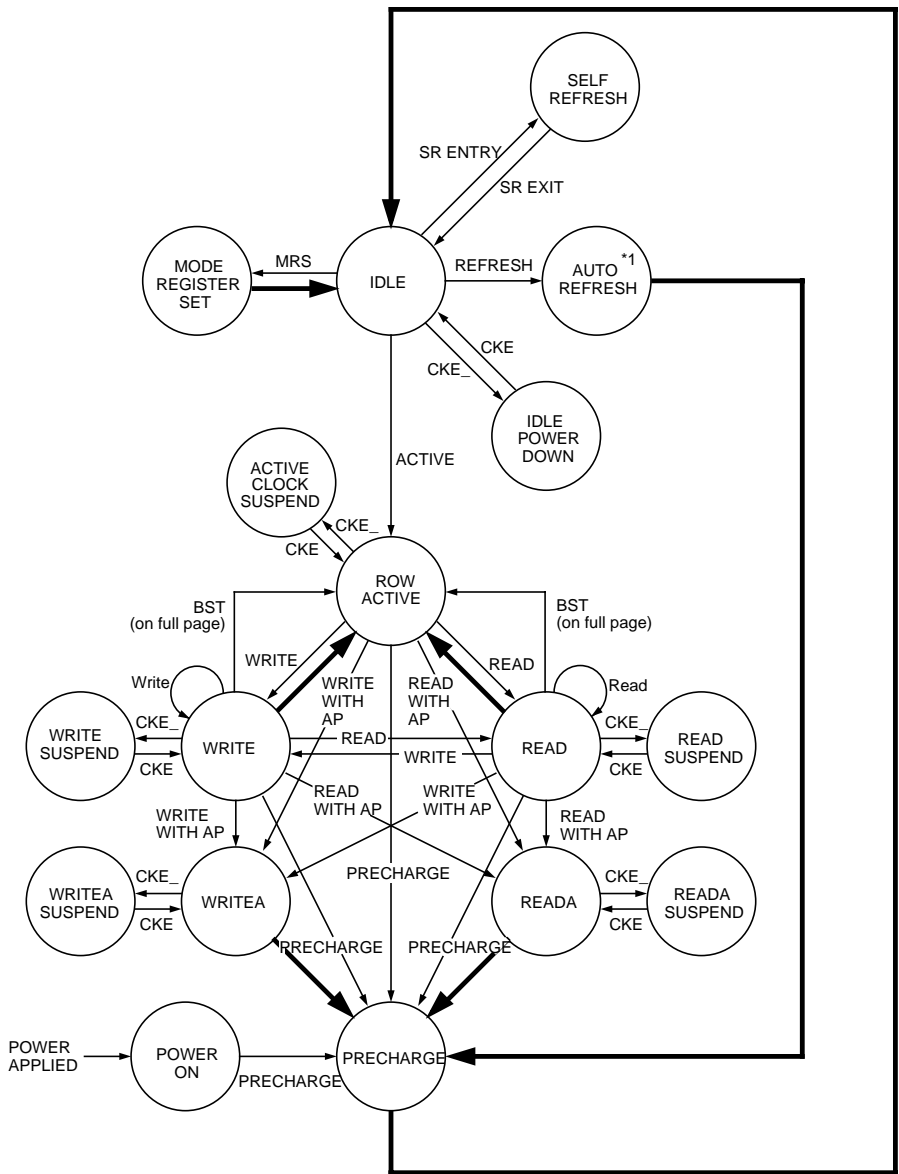 SELF
REFRESH
SR ENTRY
SR EXIT
MODE
REGISTER
SET
MRS
IDLE
REFRESH
AUTO *1
REFRESH
CKE
CKE_
IDLE
POWER
DOWN
ACTIVE
ACTIVE
CLOCK
SUSPEND
CKE_
CKE
ROW
ACTIVE
BST
(on full page)
BST
(on full page)
WRITE
READ
Write
WRITE
WITH
AP
READ
WITH
AP
Read
WRITE
SUSPEND
CKE_
CKE
WRITE
READ
WRITE
READ
CKE_
CKE
READ
SUSPEND
READ
WITH AP
WRITE
WITH AP
WRITE
WITH AP
READ
WITH AP
WRITEA
SUSPEND
CKE_
CKE
WRITEA
PRECHARGE
READA
CKE_
CKE
READA
SUSPEND
PRECHARGE
PRECHARGE
POWER
APPLIED
POWER
ON
PRECHARGE
PRECHARGE